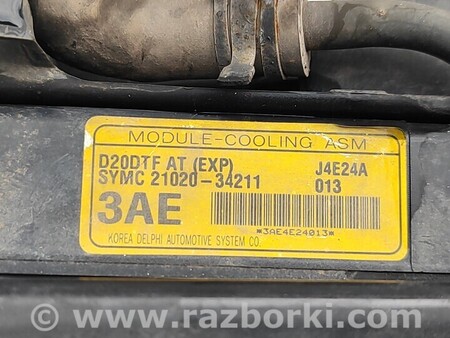 MODULE-COOLING ASM
D20DTF AT (EXP) J4E24A
SYMC 21020-34211 013
3AE
*3AE4E24013*
KOREA DELPHI AUTOMOTIVE SYSTEM CO.
www.razborki.com